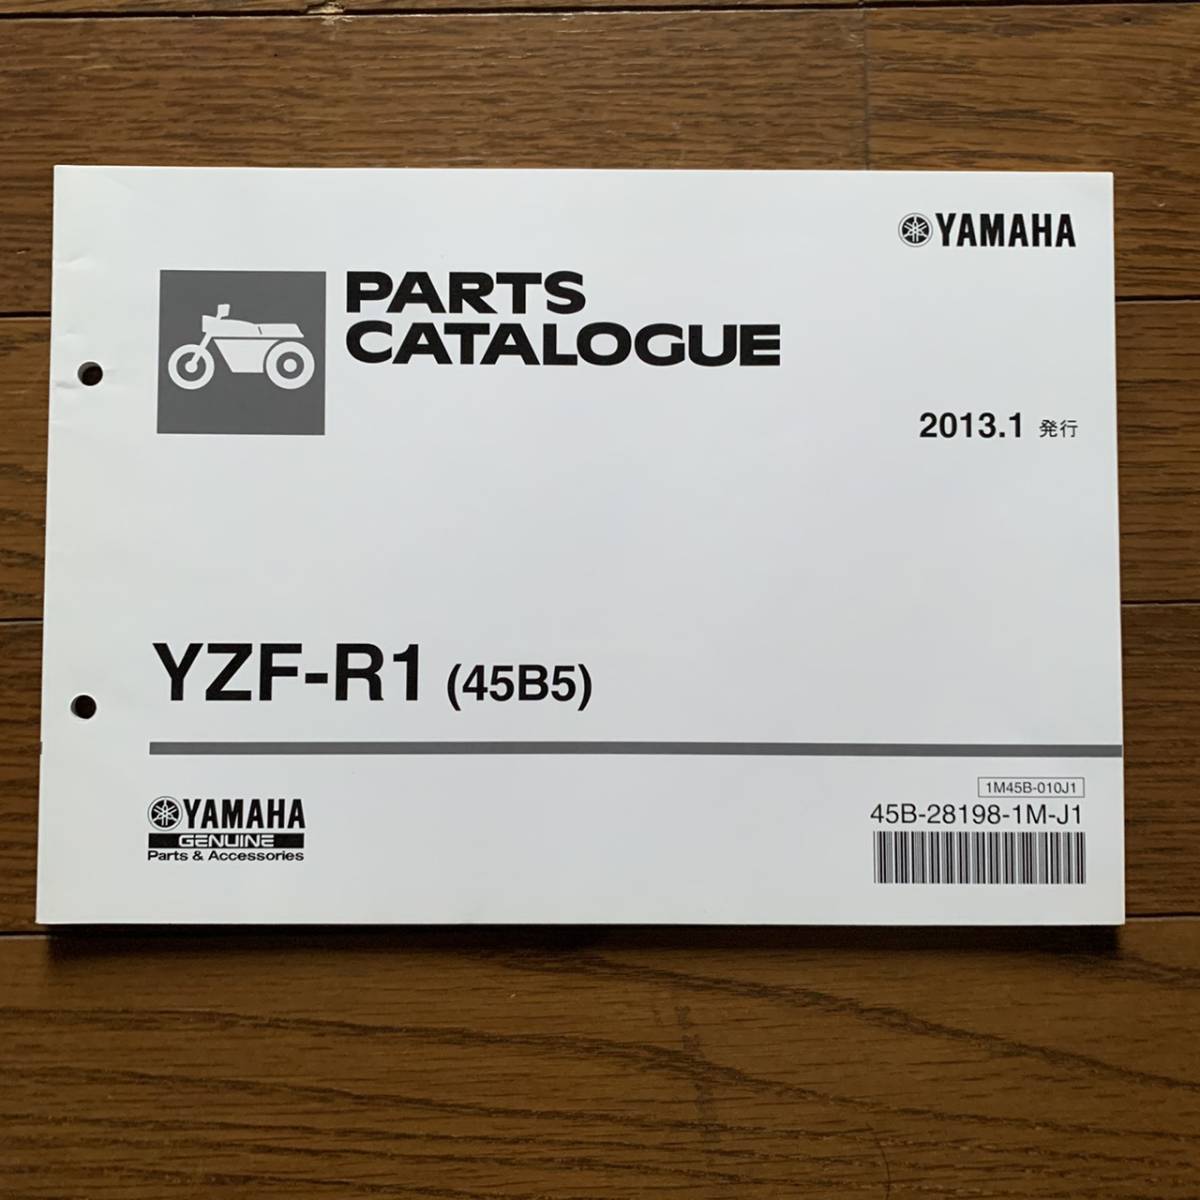 YAMAHA
PARTS
CATALOGUE
2013.1 発行
YZF-R1 (45B5)
1M45B-010J1
45B-28198-1M-J1
YAMAHA
GENUINE
Parts & Accessories